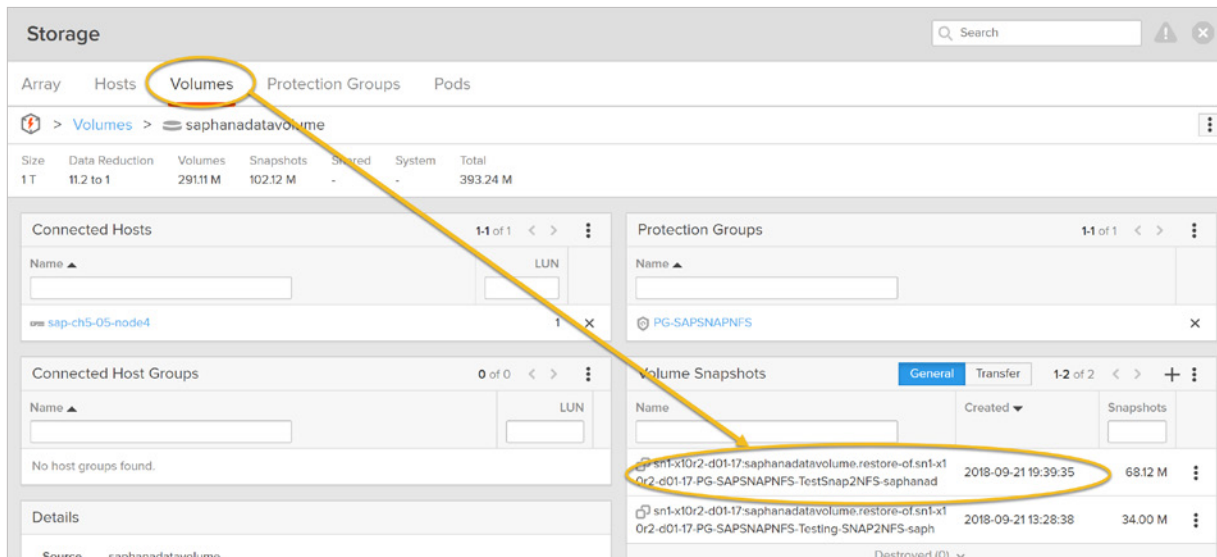 Storage
Search
Array Hosts Volumes Protection Groups Pods
> Volumes > saphanadatavolume
Size Data Reduction Volumes Snapshots Shared System Total
1 T 11.2 to 1 291.11 M 102.12 M - - 393.24 M
Connected Hosts 1-1 of 1 < >
Name LUN
sap-ch5-05-node4 1 ×
Protection Groups 1-1 of 1 < >
Name
PG-SAPSNAPNFS ×
Connected Host Groups 0 of 0 < >
Name LUN
No host groups found.
Volume Snapshots General Transfer 1-2 of 2 < > +
Name Created Snapshots
sn1-x10r2-d01-17:saphanadatavolume.restore-of.sn1-x1
0r2-d01-17-PG-SAPSNAPNFS-TestSnap2NFS-saphanad 2018-09-21 19:39:35 68.12 M
sn1-x10r2-d01-17:saphanadatavolume.restore-of.sn1-x1
0r2-d01-17-PG-SAPSNAPNFS-Testing-SNAP2NFS-saph 2018-09-21 13:28:38 34.00 M
Destroyed (0)
Details
Source saphanadatavolume